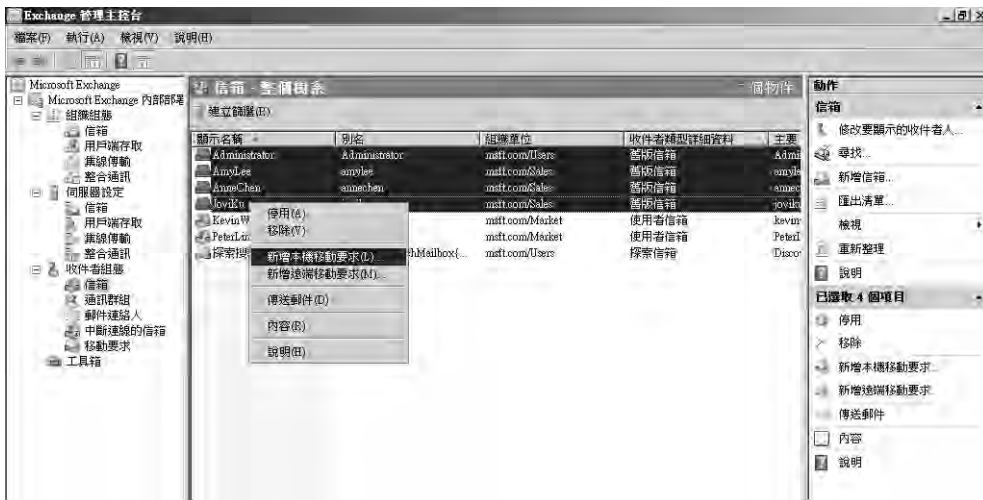 Exchange 管理主控台
檔案(F) 執行(A) 檢視(V) 說明(H)
Microsoft Exchange
Microsoft Exchange 內部部署
組織組態
信箱
用戶端存取
集線傳輸
整合通訊
伺服器設定
信箱
用戶端存取
集線傳輸
整合通訊
收件者組態
信箱
通訊群組
郵件連絡人
中斷連線的信箱
移動要求
工具箱
信箱 - 整個樹系
個物件
建立篩選(R)
顯示名稱 別名 組織單位 收件者類型詳細資料 主要
Administrator Administrator msft.com/Users 舊版信箱 Admi
AmyLee amylee msft.com/Sales 舊版信箱 amyle
AnneChen annechen msft.com/Sales 舊版信箱 annec
JoviKu msft.com/Sales 舊版信箱 joviku
KevinW msft.com/Market 使用者信箱 kevin
PeterLin msft.com/Market 使用者信箱 PeterI
探索搜 hMailbox{... msft.com/Users 探索信箱 Disco
停用(A)
移除(V)
新增本機移動要求(L)...
新增遠端移動要求(M)...
傳送郵件(D)
內容(R)
說明(H)
動作
信箱
修改要顯示的收件者人...
尋找...
新增信箱...
匯出清單...
檢視
重新整理
說明
已選取 4 個項目
停用
移除
新增本機移動要求...
新增遠端移動要求...
傳送郵件
內容
說明